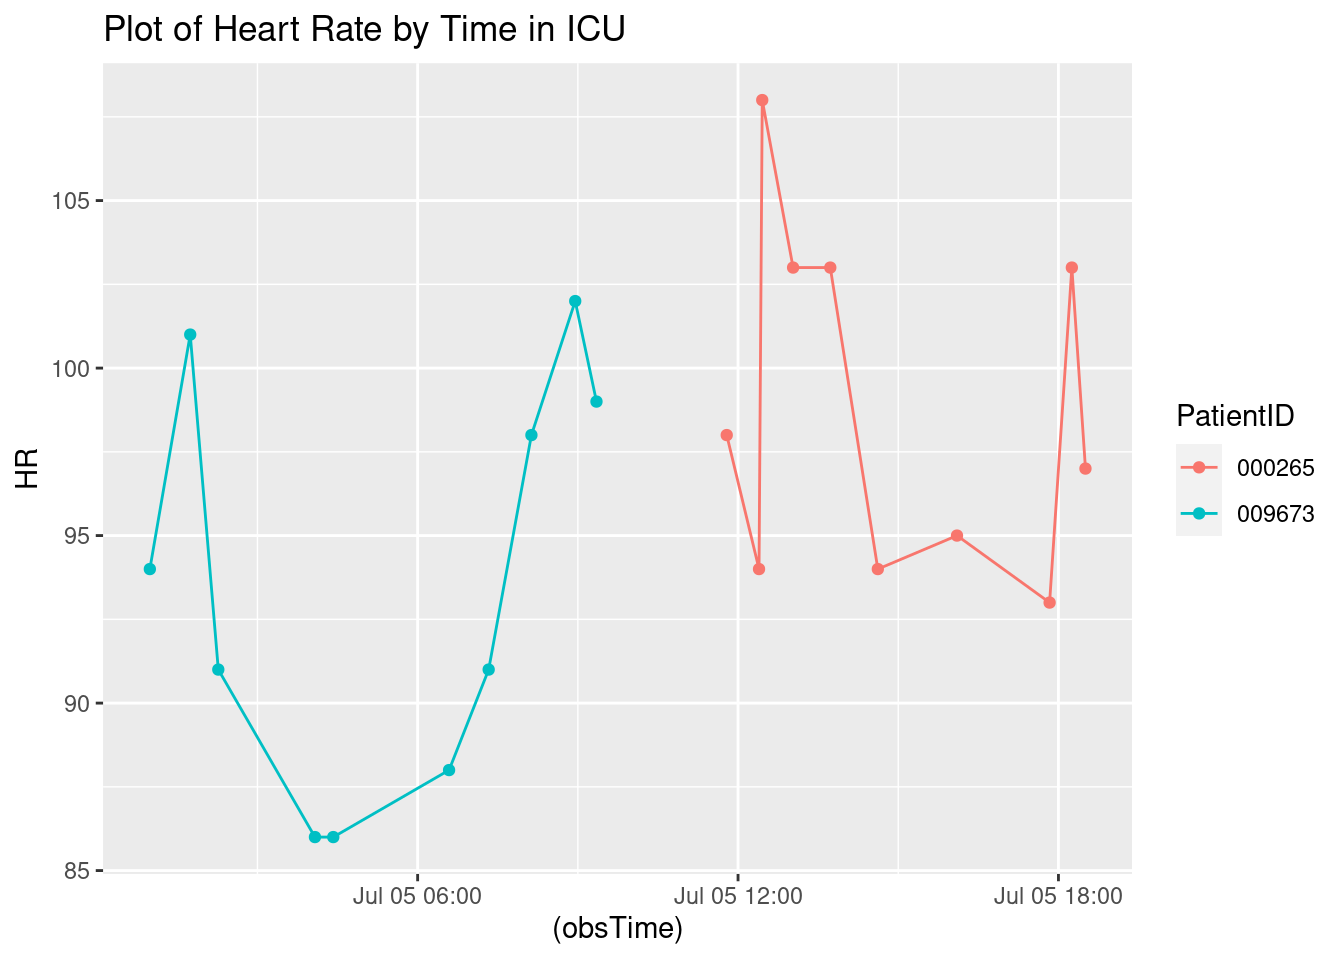 Plot of Heart Rate by Time in ICU
105
100
95
90
85
HR
Jul 05 06:00
Jul 05 12:00
Jul 05 18:00
(obsTime)
PatientID
000265
009673